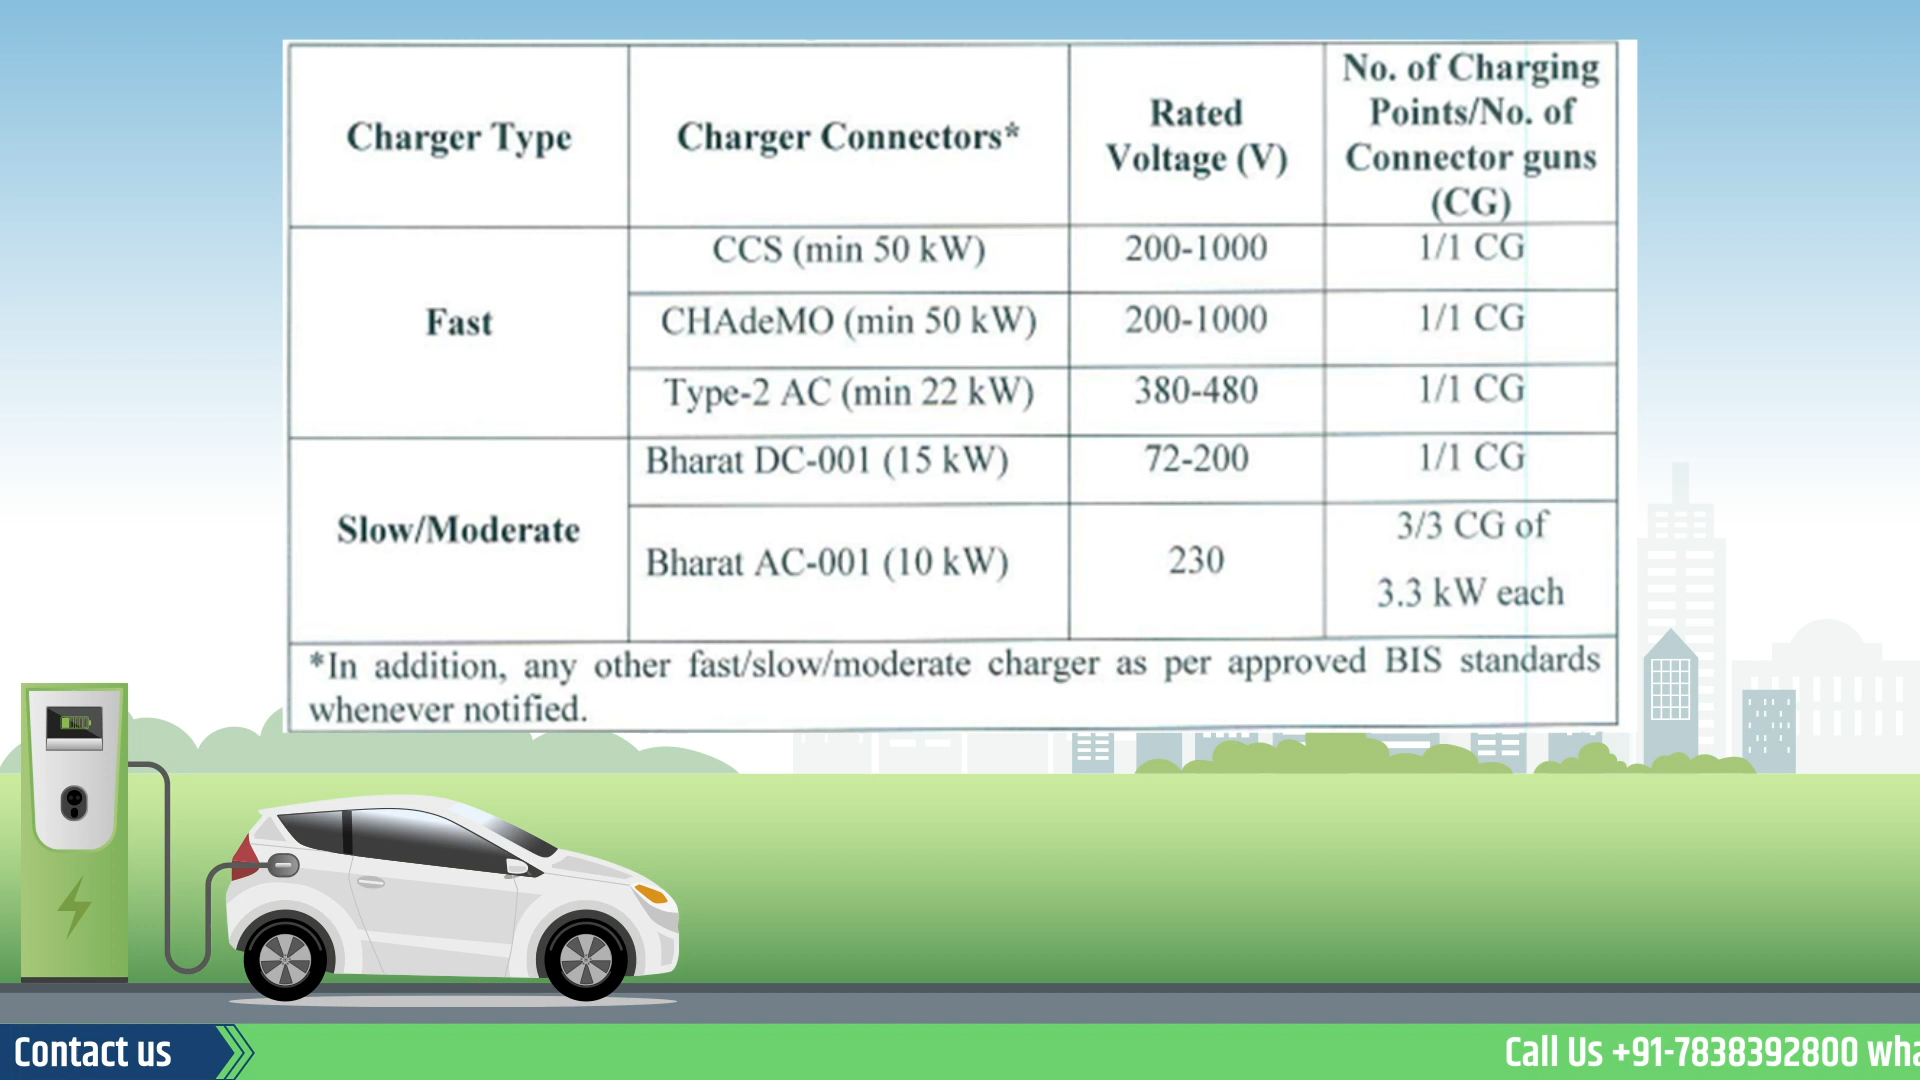 Charger Type
Charger Connectors*
Rated
Voltage (V)
No. of Charging
Points/No. of
Connector guns
(CG)
Fast
CCS (min 50 kW)
200-1000
1/1 CG
CHAdeMO (min 50 kW)
200-1000
1/1 CG
Type-2 AC (min 22 kW)
380-480
1/1 CG
Slow/Moderate
Bharat DC-001 (15 kW)
72-200
1/1 CG
Bharat AC-001 (10 kW)
230
3/3 CG of
3.3 kW each
*In addition, any other fast/slow/moderate charger as per approved BIS standards
whenever notified.
Contact us
Call Us +91-7838392800 wha